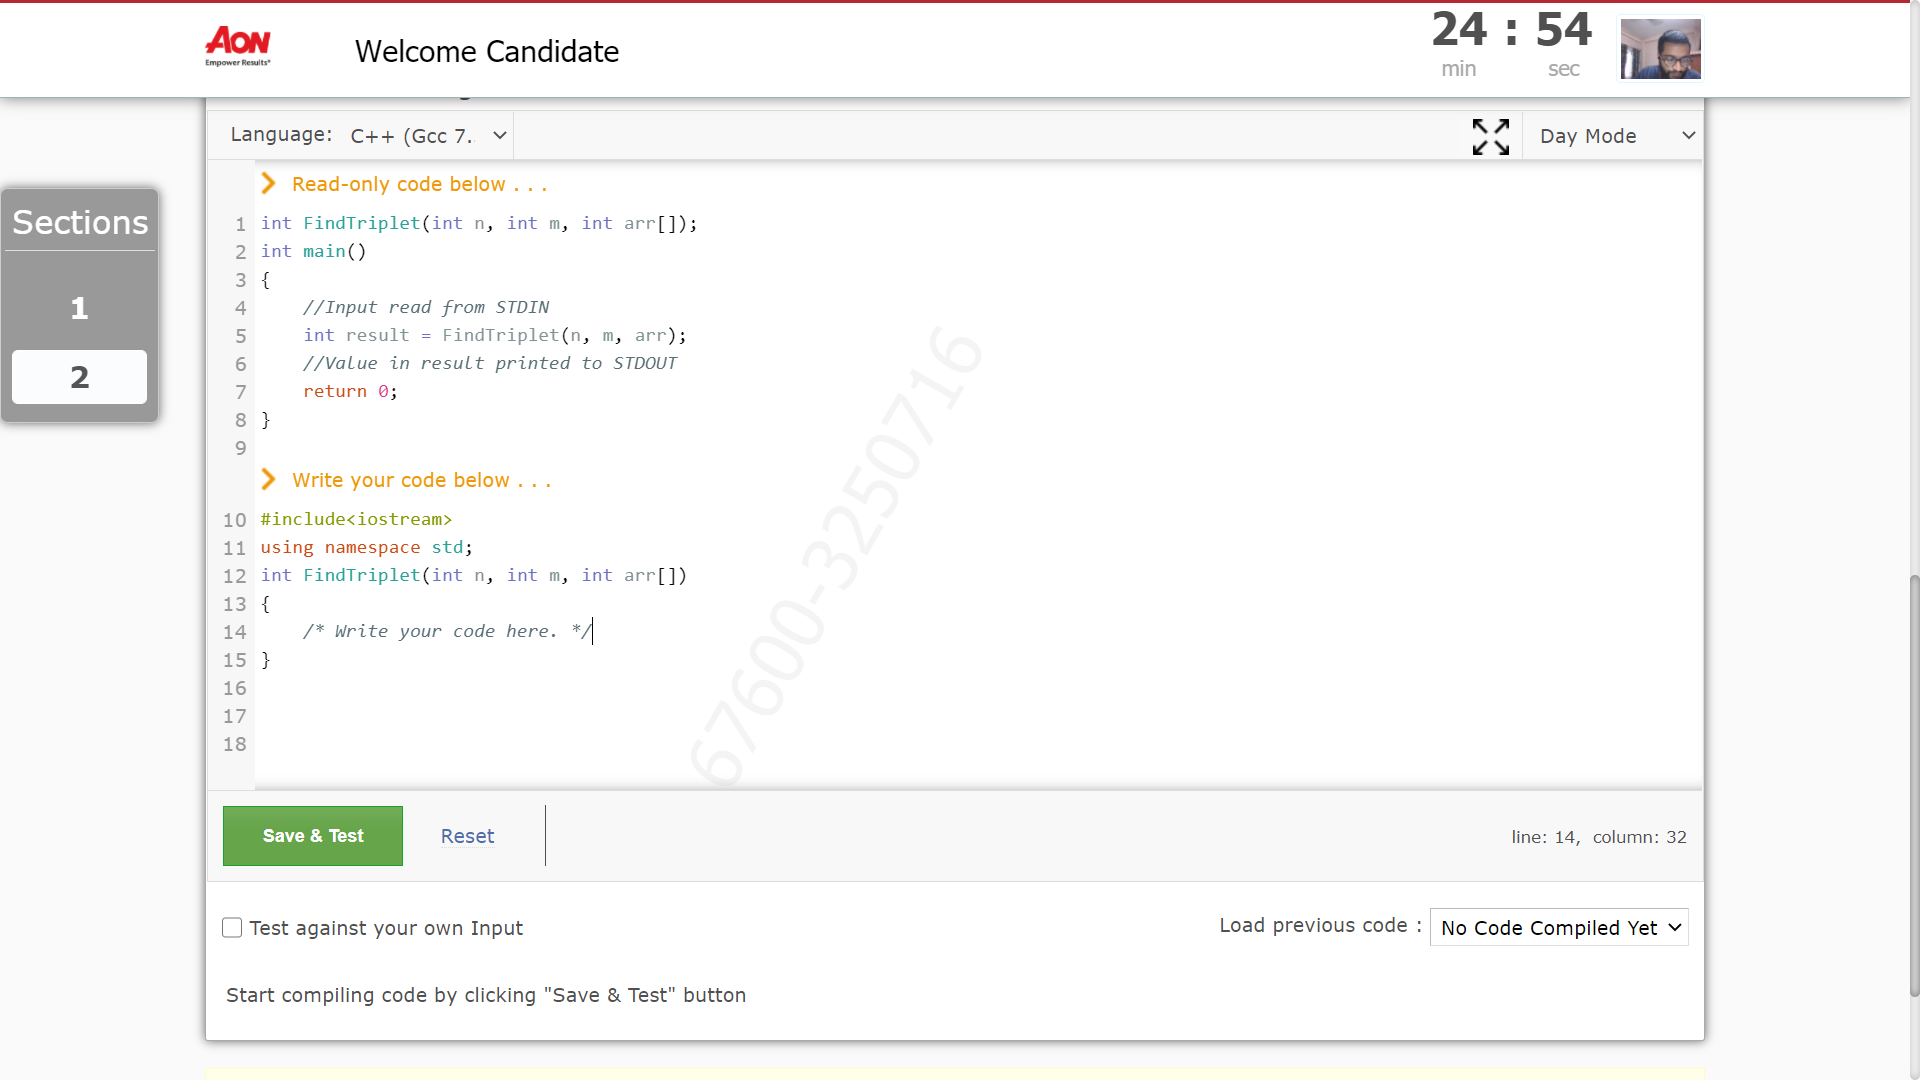 AON
Empower Results®
Welcome Candidate
24 : 54
min sec
Language: C++ (Gcc 7.
Day Mode
Sections
1
2
Read-only code below . . .
1 int FindTriplet(int n, int m, int arr[]);
2 int main()
3 {
4 //Input read from STDIN
5 int result = FindTriplet(n, m, arr);
6 //Value in result printed to STDOUT
7 return 0;
8 }
9
Write your code below . . .
10 #include<iostream>
11 using namespace std;
12 int FindTriplet(int n, int m, int arr[])
13 {
14 /* Write your code here. */
15 }
16
17
18
67600-3250716
Save & Test
Reset
line: 14, column: 32
Test against your own Input
Load previous code : No Code Compiled Yet
Start compiling code by clicking "Save & Test" button